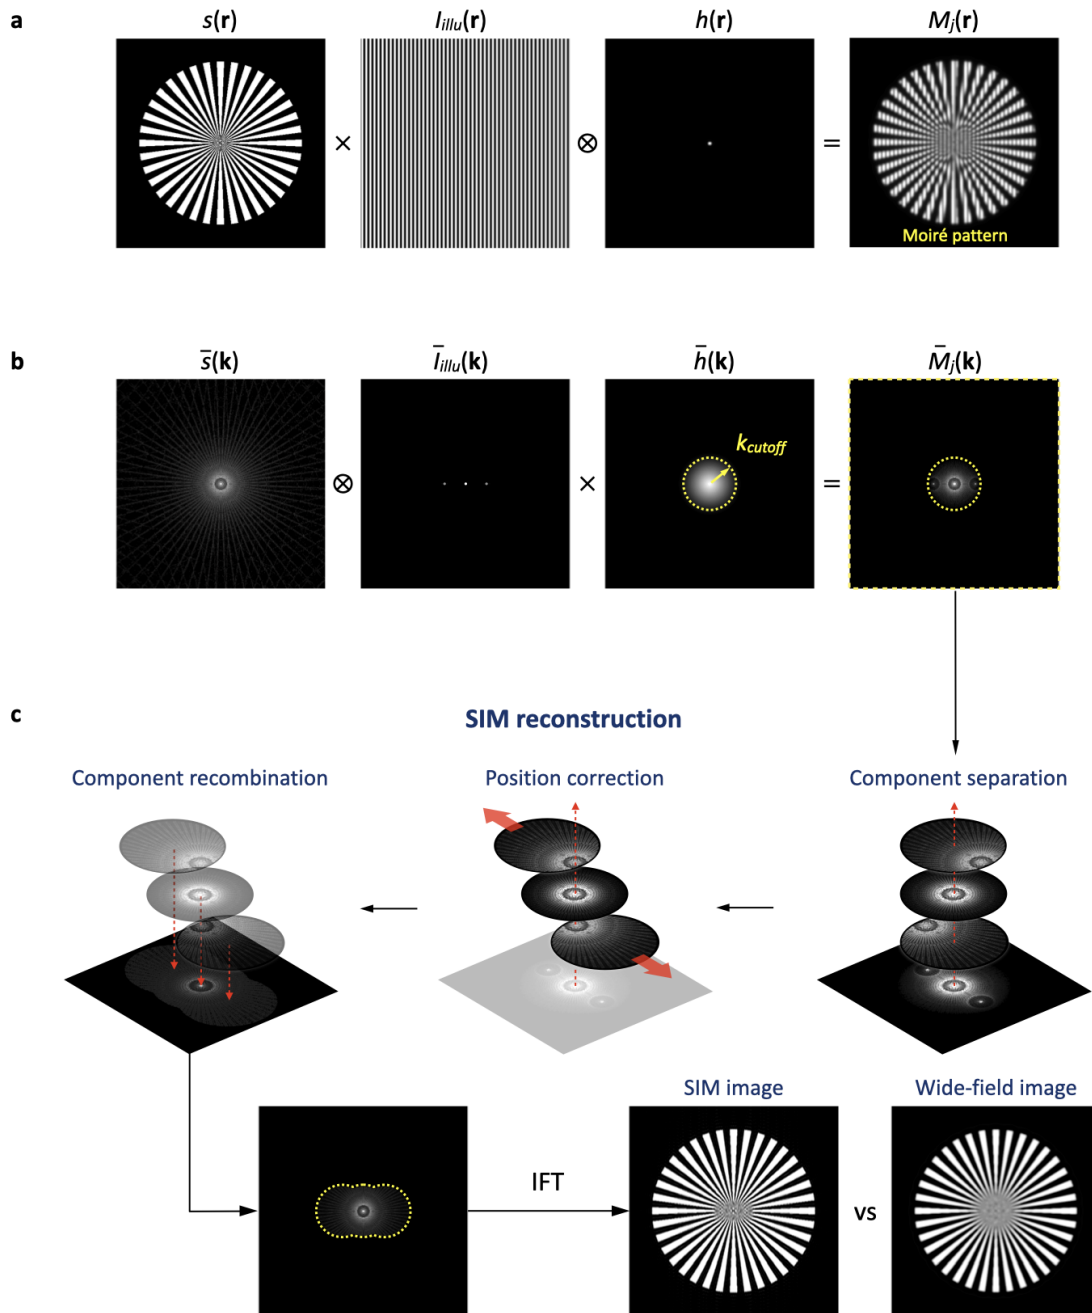 a
s(r)
I_illu(r)
h(r)
M_j(r)
×
⊗
=
Moiré pattern
b
s̄(k)
Ī_illu(k)
h̄(k)
M̄_j(k)
k_cutoff
⊗
×
=
c
SIM reconstruction
Component recombination
Position correction
Component separation
SIM image
Wide-field image
IFT
vs